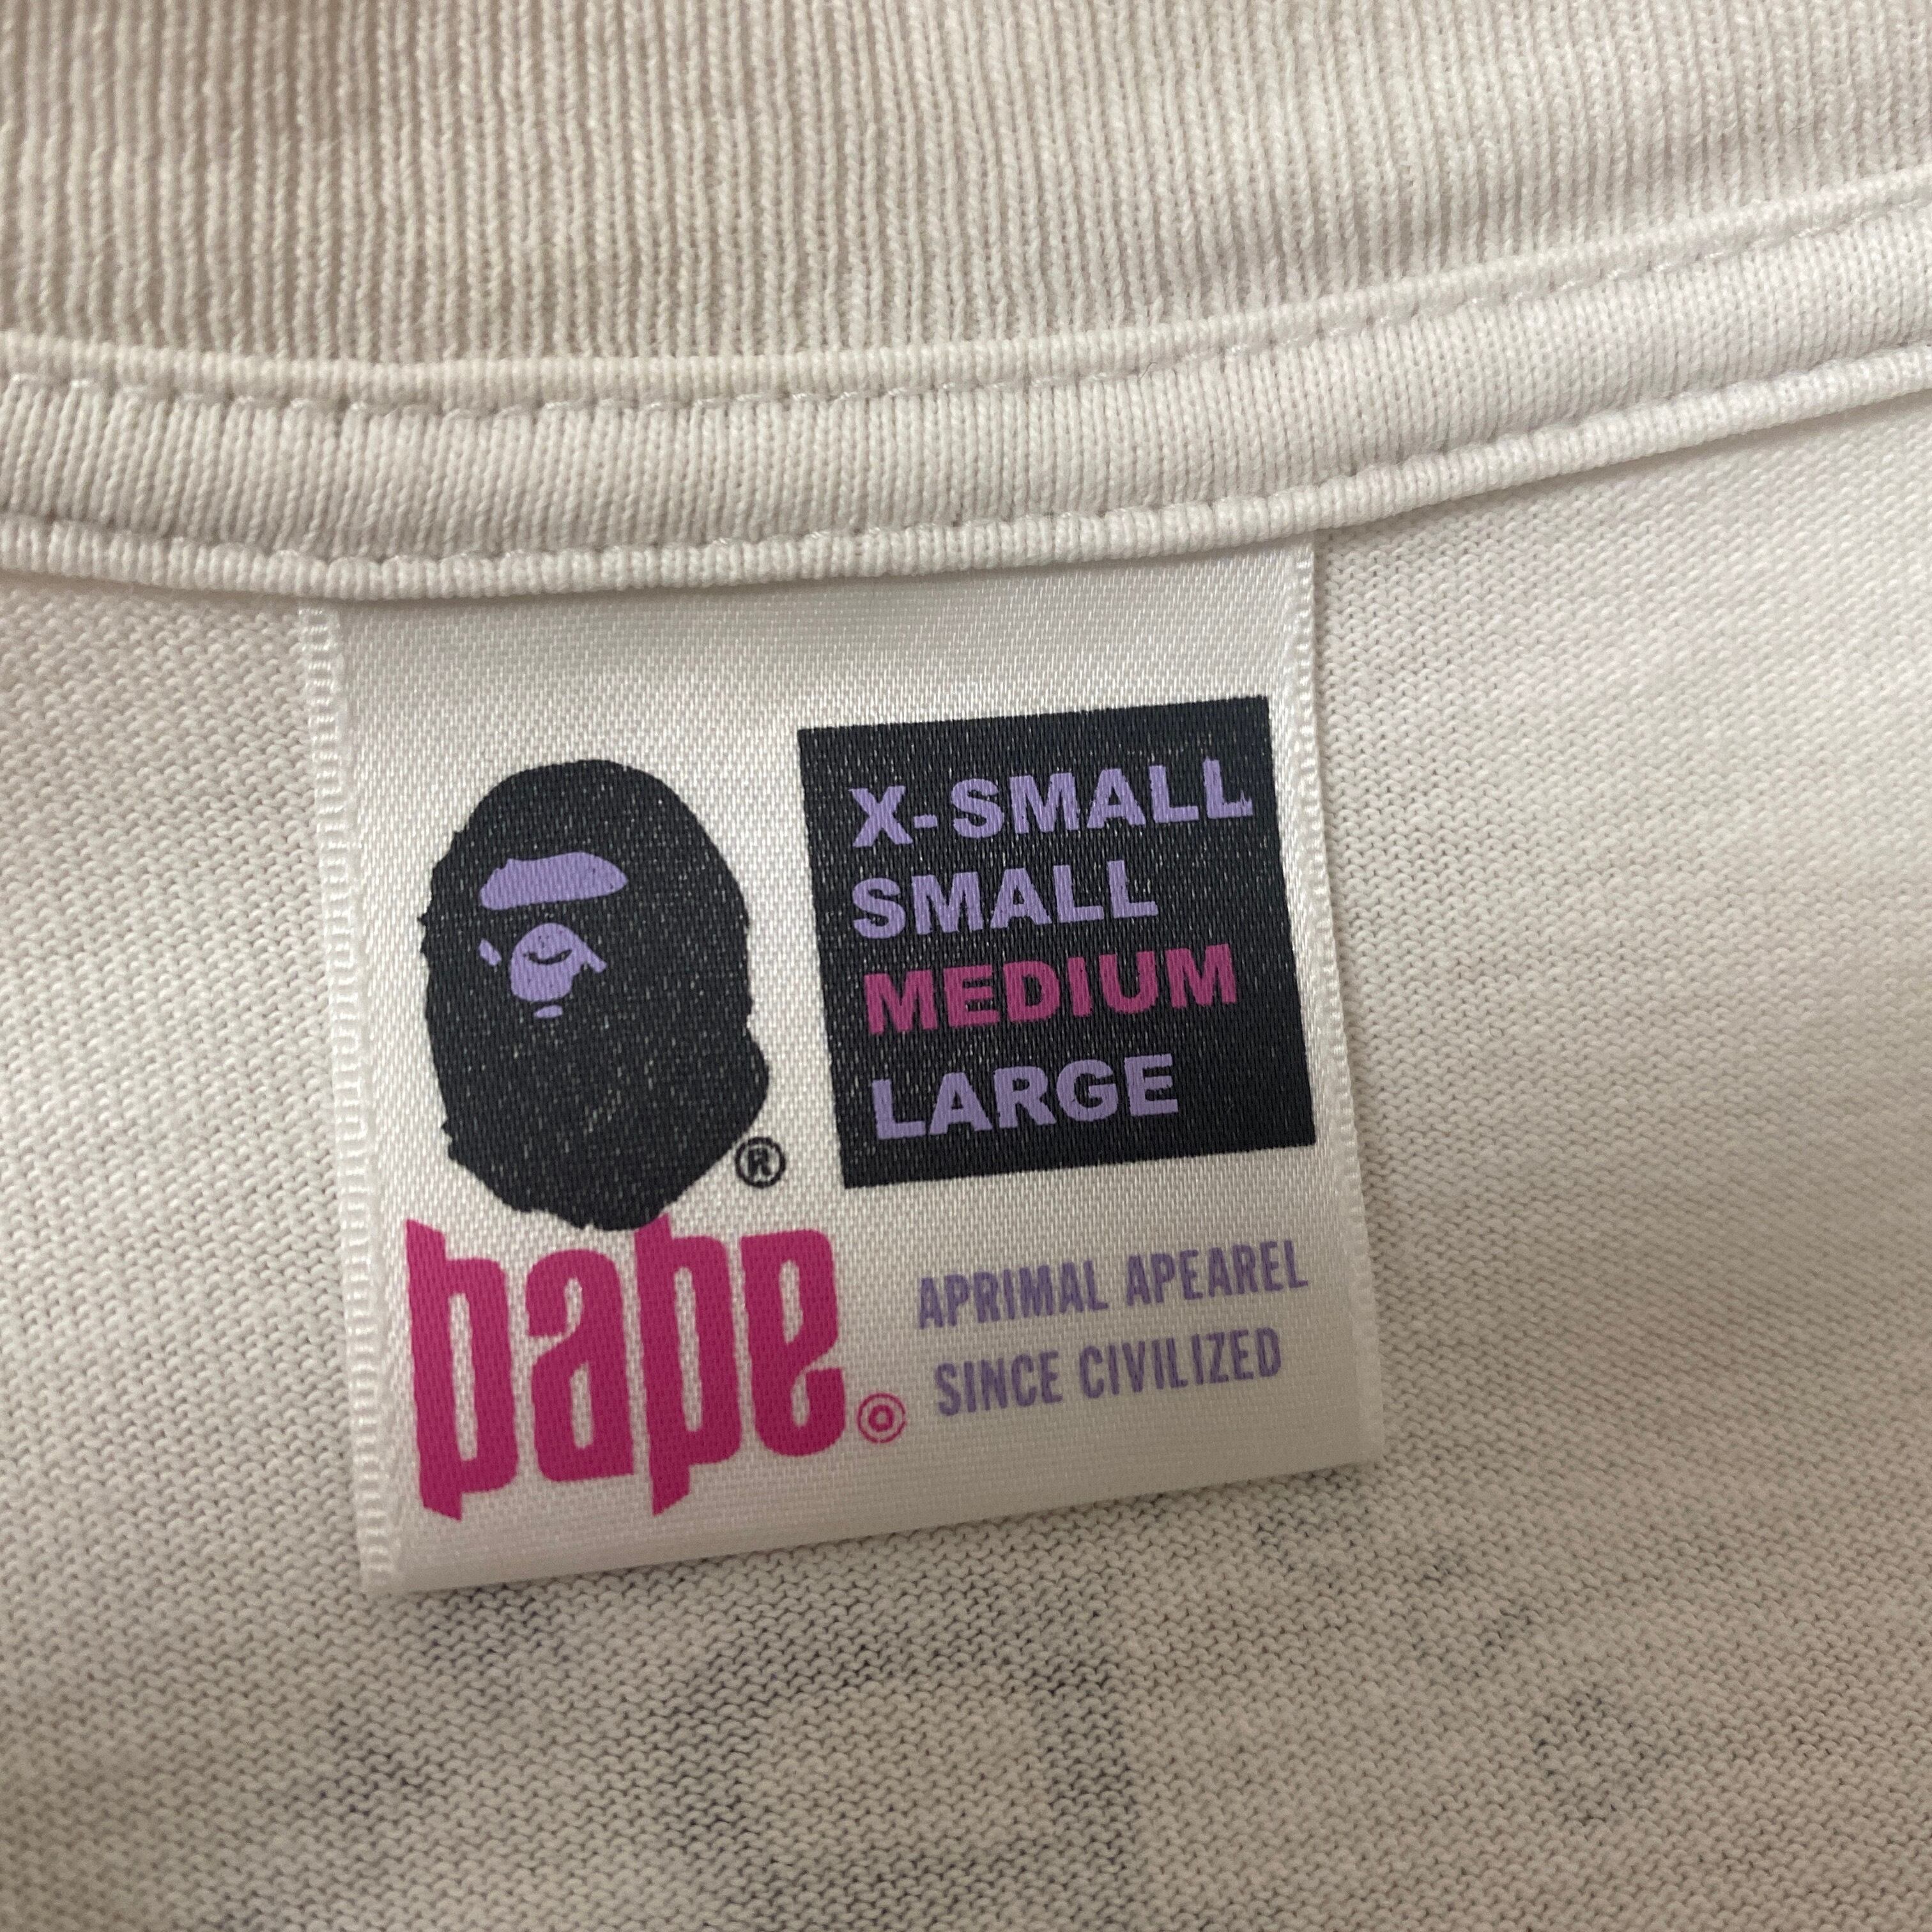 X-SMALL
SMALL
MEDIUM
LARGE
®
bape
APRIMAL APEAREL
SINCE CIVILIZED